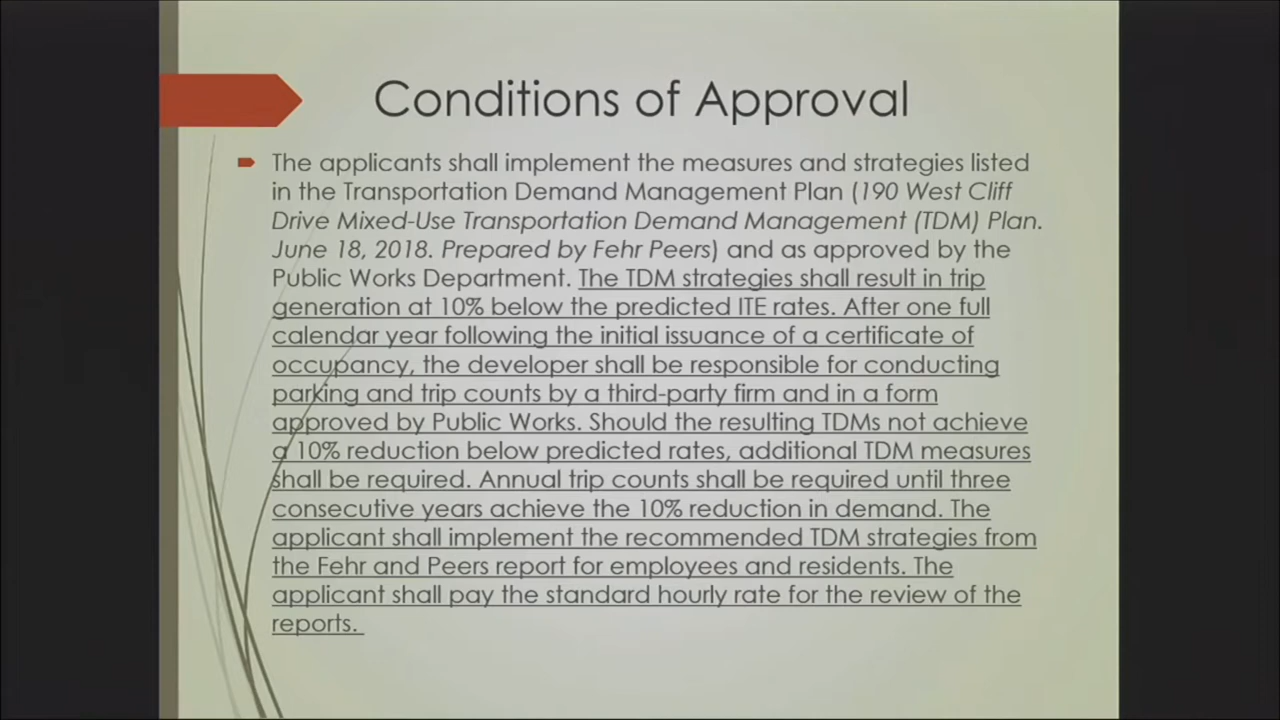 Conditions of Approval
The applicants shall implement the measures and strategies listed
in the Transportation Demand Management Plan (190 West Cliff
Drive Mixed-Use Transportation Demand Management (TDM) Plan.
June 18, 2018. Prepared by Fehr Peers) and as approved by the
Public Works Department. The TDM strategies shall result in trip
generation at 10% below the predicted ITE rates. After one full
calendar year following the initial issuance of a certificate of
occupancy, the developer shall be responsible for conducting
parking and trip counts by a third-party firm and in a form
approved by Public Works. Should the resulting TDMs not achieve
a 10% reduction below predicted rates, additional TDM measures
shall be required. Annual trip counts shall be required until three
consecutive years achieve the 10% reduction in demand. The
applicant shall implement the recommended TDM strategies from
the Fehr and Peers report for employees and residents. The
applicant shall pay the standard hourly rate for the review of the
reports.